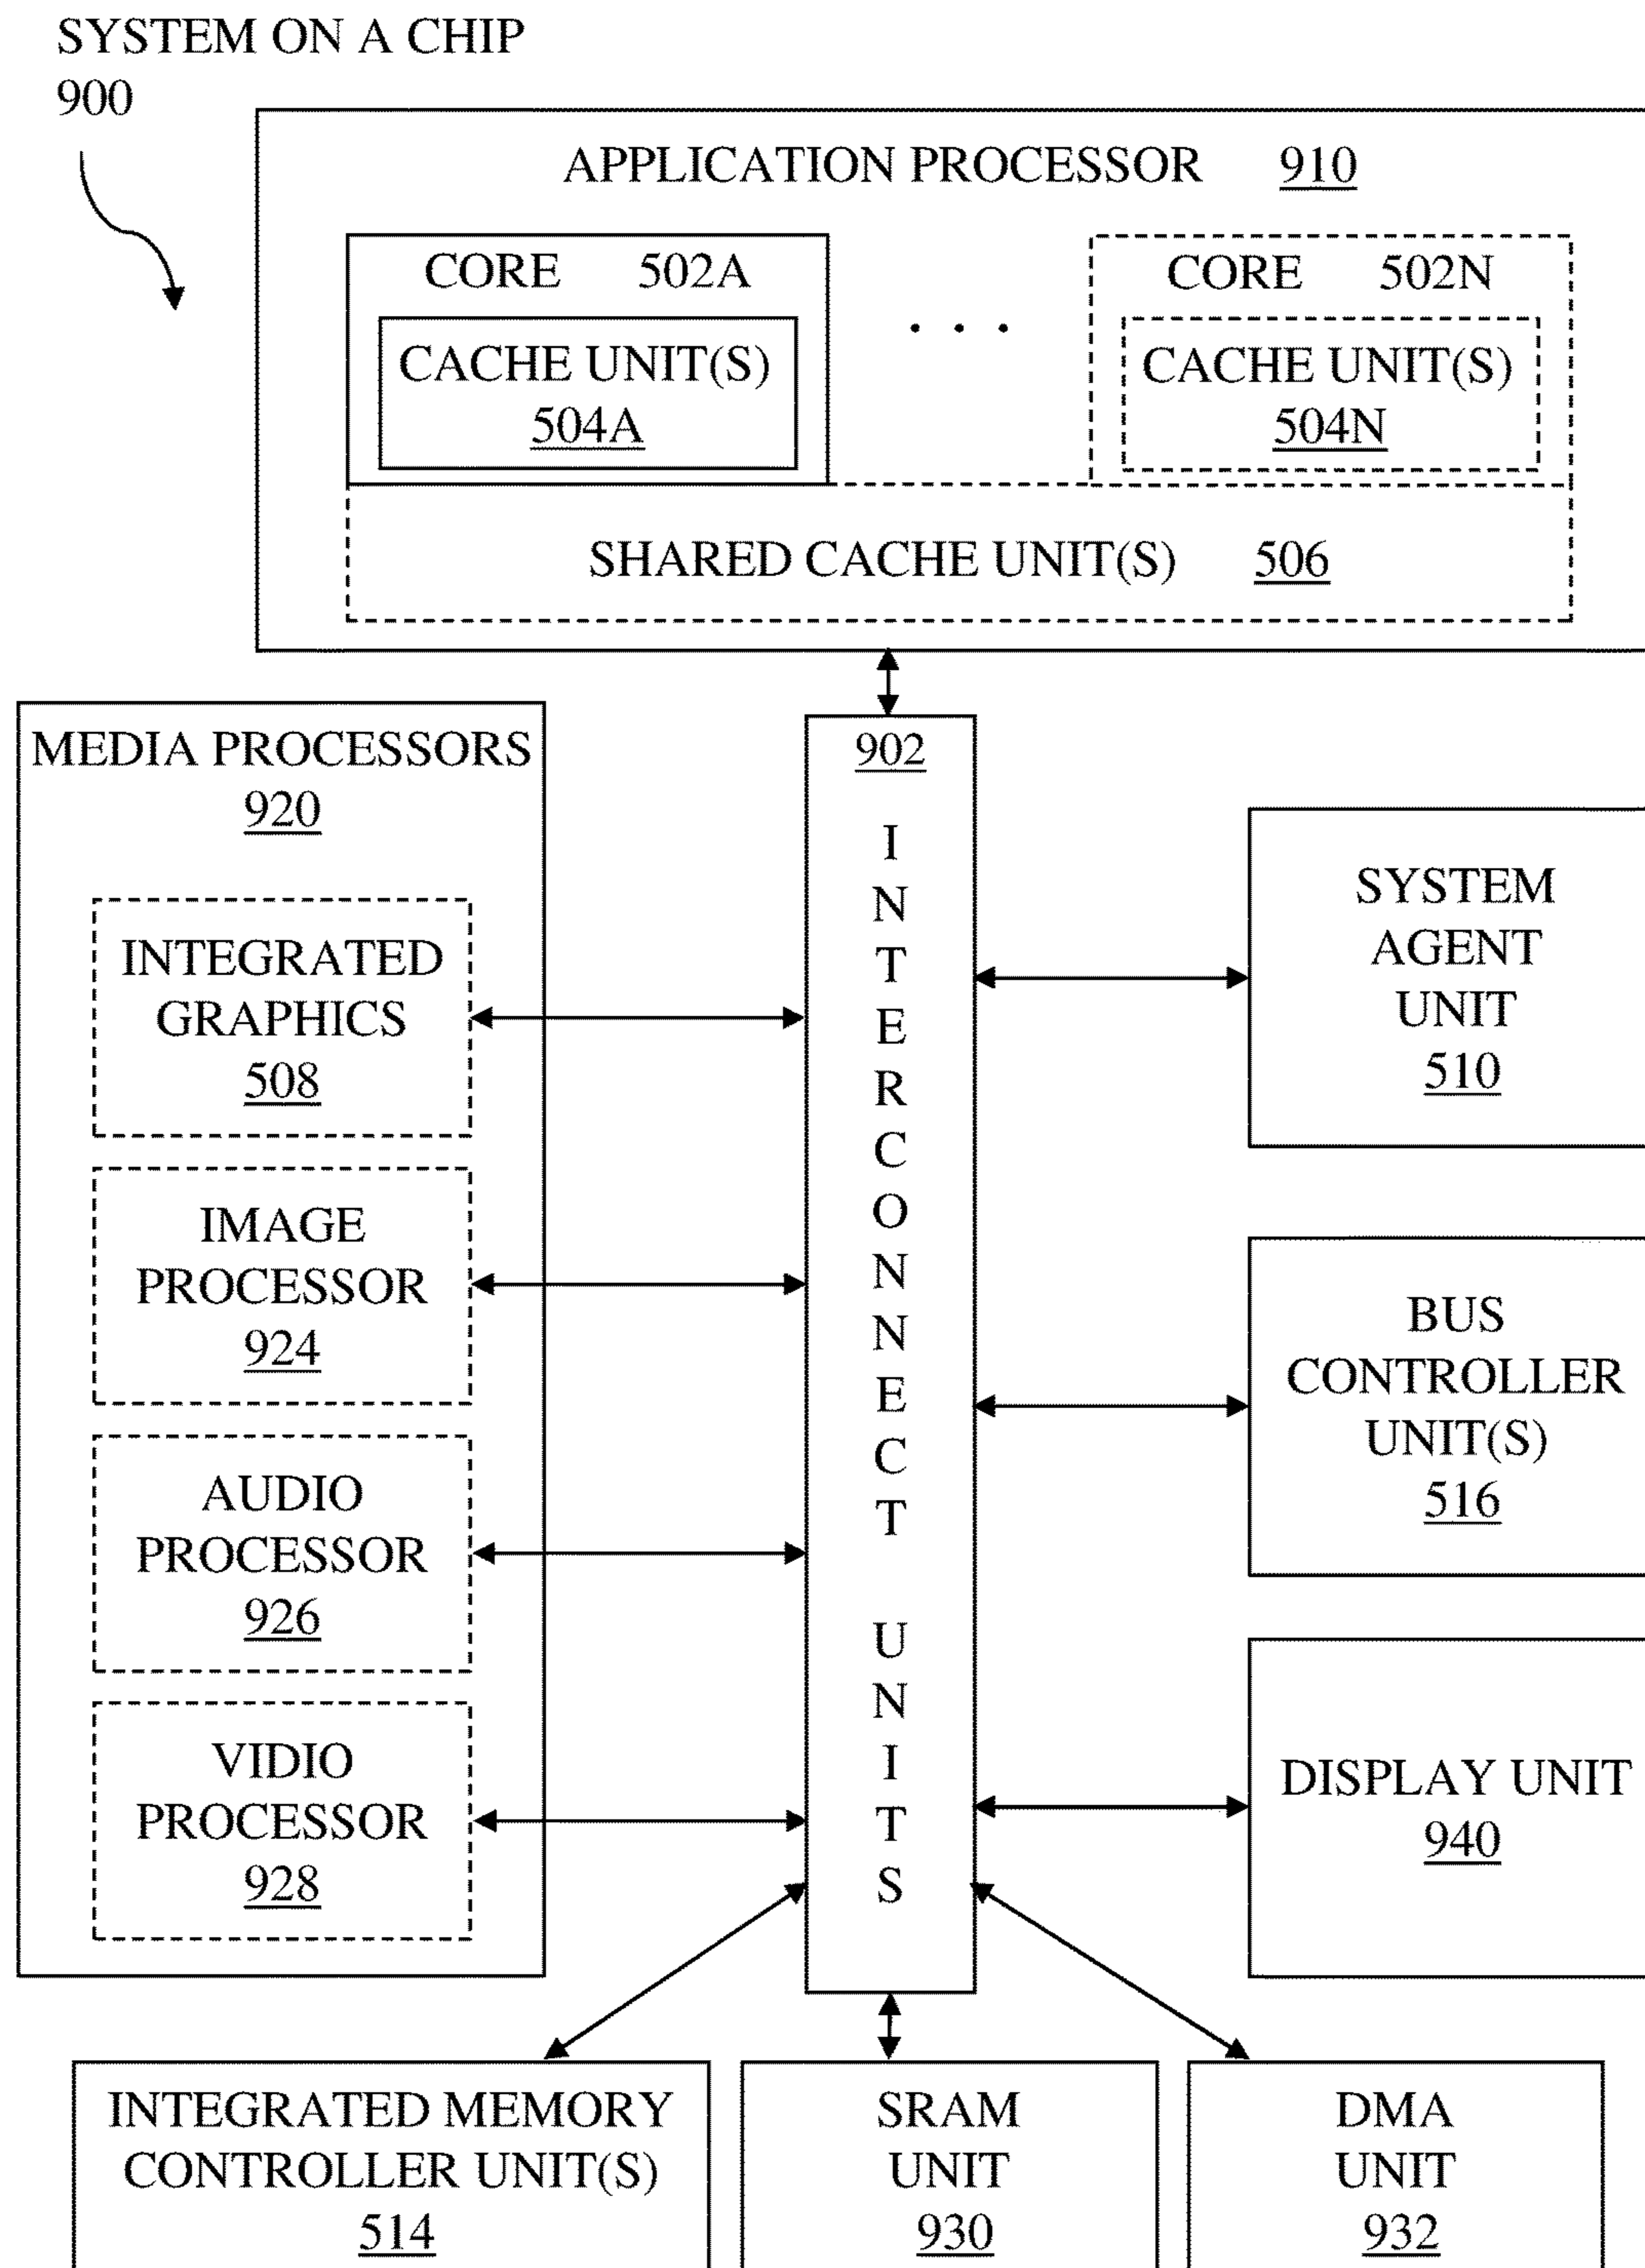 SYSTEM ON A CHIP
900
APPLICATION PROCESSOR 910
CORE 502A
CACHE UNIT(S)
504A
. . .
CORE 502N
CACHE UNIT(S)
504N
SHARED CACHE UNIT(S) 506
MEDIA PROCESSORS
920
INTEGRATED
GRAPHICS
508
IMAGE
PROCESSOR
924
AUDIO
PROCESSOR
926
VIDIO
PROCESSOR
928
902
INTERCONNECT UNITS
SYSTEM
AGENT
UNIT
510
BUS
CONTROLLER
UNIT(S)
516
DISPLAY UNIT
940
INTEGRATED MEMORY
CONTROLLER UNIT(S)
514
SRAM
UNIT
930
DMA
UNIT
932